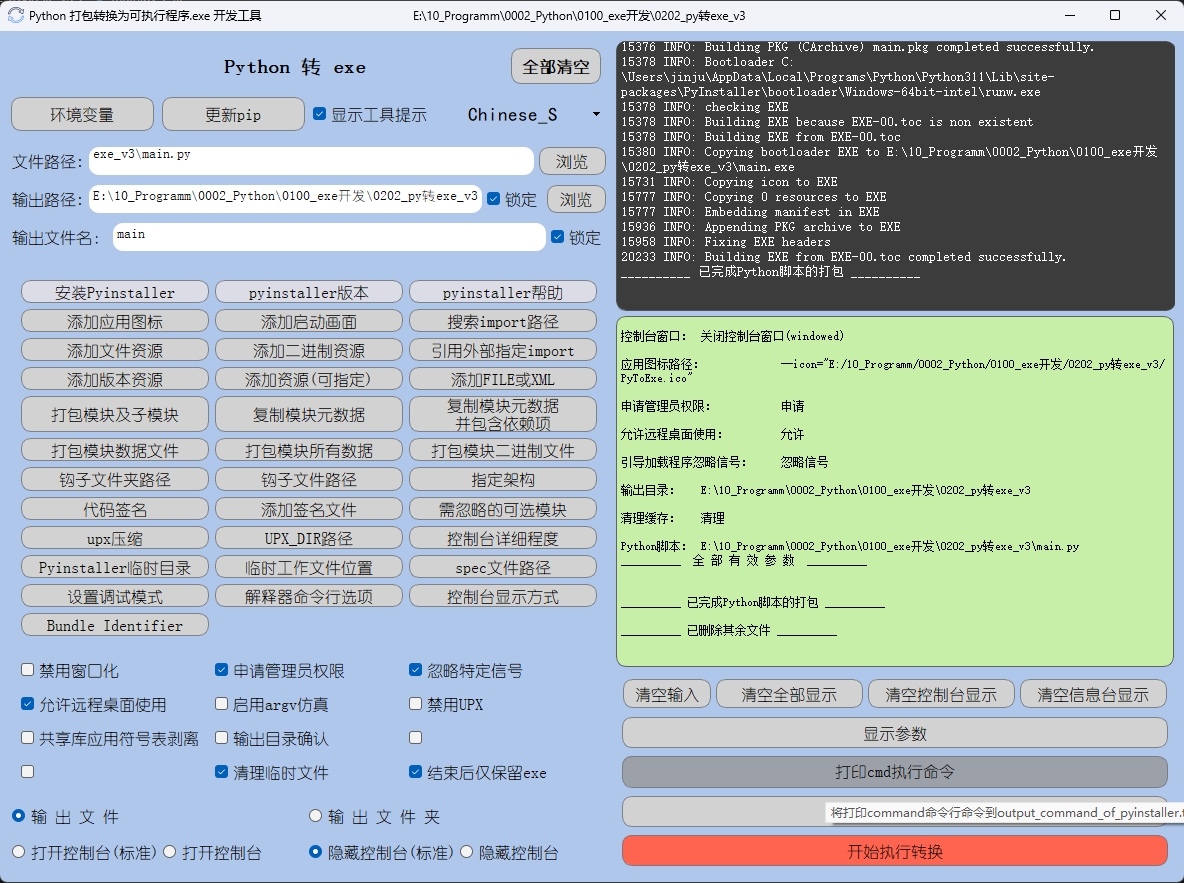 Python 打包转换为可执行程序.exe 开发工具
E:\10_Programm\0002_Python\0100_exe开发\0202_py转exe_v3
Python 转 exe
全部清空
环境变量
更新pip
显示工具提示
Chinese_S
文件路径:
exe_v3\main.py
浏览
输出路径:
E:\10_Programm\0002_Python\0100_exe开发\0202_py转exe_v3
锁定
浏览
输出文件名:
main
锁定
安装Pyinstaller
pyinstaller版本
pyinstaller帮助
添加应用图标
添加启动画面
搜索import路径
添加文件资源
添加二进制资源
引用外部指定import
添加版本资源
添加资源(可指定)
添加FILE或XML
打包模块及子模块
复制模块元数据
复制模块元数据
并包含依赖项
打包模块数据文件
打包模块所有数据
打包模块二进制文件
钩子文件夹路径
钩子文件路径
指定架构
代码签名
添加签名文件
需忽略的可选模块
upx压缩
UPX_DIR路径
控制台详细程度
Pyinstaller临时目录
临时工作文件位置
spec文件路径
设置调试模式
解释器命令行选项
控制台显示方式
Bundle Identifier
禁用窗口化
申请管理员权限
忽略特定信号
允许远程桌面使用
启用argv仿真
禁用UPX
共享库应用符号表剥离
输出目录确认
清理临时文件
结束后仅保留exe
输 出 文 件
输 出 文 件 夹
打开控制台(标准)
打开控制台
隐藏控制台(标准)
隐藏控制台
15376 INFO: Building PKG (CArchive) main.pkg completed successfully.
15378 INFO: Bootloader C:
\Users\jinju\AppData\Local\Programs\Python\Python311\Lib\site-
packages\PyInstaller\bootloader\Windows-64bit-intel\runw.exe
15378 INFO: checking EXE
15378 INFO: Building EXE because EXE-00.toc is non existent
15378 INFO: Building EXE from EXE-00.toc
15380 INFO: Copying bootloader EXE to E:\10_Programm\0002_Python\0100_exe开发
\0202_py转exe_v3\main.exe
15731 INFO: Copying icon to EXE
15777 INFO: Copying 0 resources to EXE
15777 INFO: Embedding manifest in EXE
15936 INFO: Appending PKG archive to EXE
15958 INFO: Fixing EXE headers
20233 INFO: Building EXE from EXE-00.toc completed successfully.
__________ 已完成Python脚本的打包 __________
控制台窗口: 关闭控制台窗口(windowed)
应用图标路径: --icon="E:/10_Programm/0002_Python/0100_exe开发/0202_py转exe_v3/
PyToExe.ico"
申请管理员权限: 申请
允许远程桌面使用: 允许
引导加载程序忽略信号: 忽略信号
输出目录: E:\10_Programm\0002_Python\0100_exe开发\0202_py转exe_v3
清理缓存: 清理
Python脚本: E:\10_Programm\0002_Python\0100_exe开发\0202_py转exe_v3\main.py
__________ 全 部 有 效 参 数 __________
__________ 已完成Python脚本的打包 __________
__________ 已删除其余文件 __________
清空输入
清空全部显示
清空控制台显示
清空信息台显示
显示参数
打印cmd执行命令
将打印command命令行命令到output_command_of_pyinstaller.t
开始执行转换